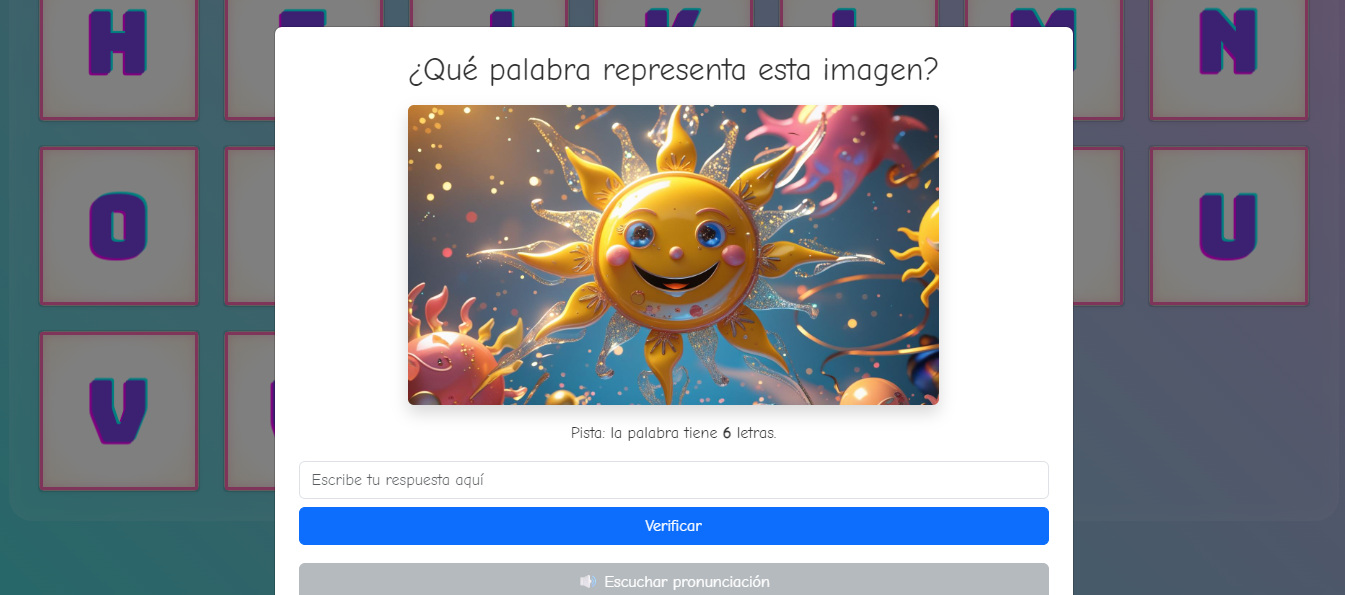 H
N
¿Qué palabra representa esta imagen?
O
U
Pista: la palabra tiene 6 letras.
V
Escribe tu respuesta aquí
Verificar
Escuchar pronunciación